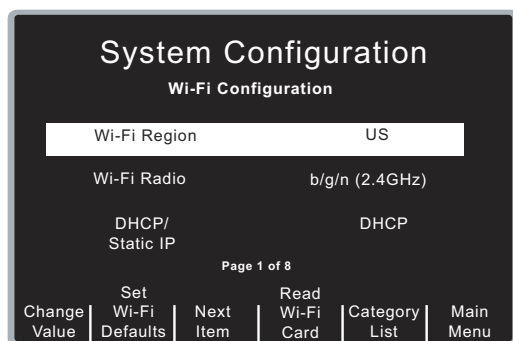 System Configuration
Wi-Fi Configuration
Wi-Fi Region US
Wi-Fi Radio b/g/n (2.4GHz)
DHCP/ DHCP
Static IP
Page 1 of 8
Set Read
Change Wi-Fi Next Wi-Fi Category Main
Value Defaults Item Card List Menu